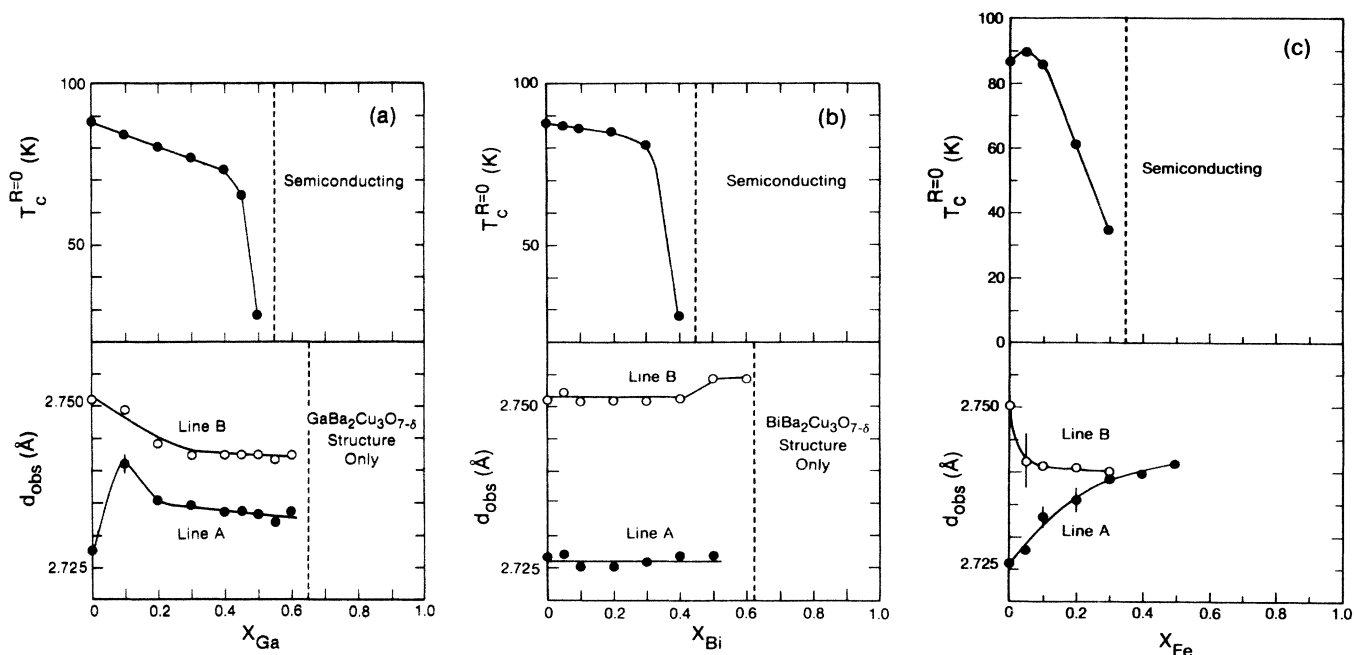 (a)
100
50
T_c^{R=0} (K)
Semiconducting
2.750
2.725
d_obs (Å)
Line B
Line A
GaBa2Cu3O7-δ
Structure
Only
0 0.2 0.4 0.6 0.8 1.0
X_Ga
(b)
100
50
T_c^{R=0} (K)
Semiconducting
2.750
2.725
d_obs (Å)
Line B
Line A
BiBa2Cu3O7-δ
Structure
Only
0 0.2 0.4 0.6 0.8 1.0
X_Bi
(c)
100
80
60
40
20
0
T_c^{R=0} (K)
Semiconducting
2.750
2.725
d_obs (Å)
Line B
Line A
0 0.2 0.4 0.6 0.8 1.0
X_Fe